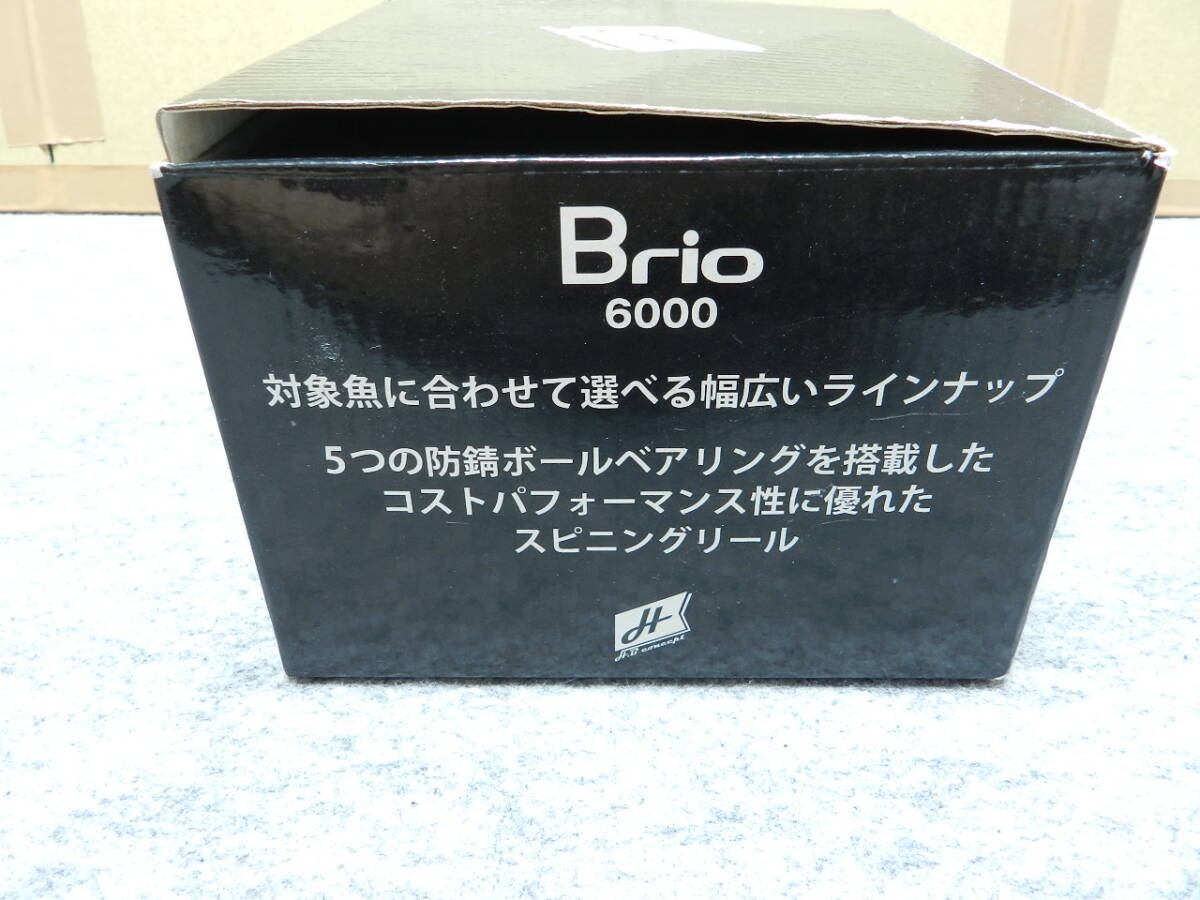 Brio
6000
対象魚に合わせて選べる幅広いラインナップ
5つの防錆ボールベアリングを搭載した
コストパフォーマンス性に優れた
スピニングリール
H
H.B concept